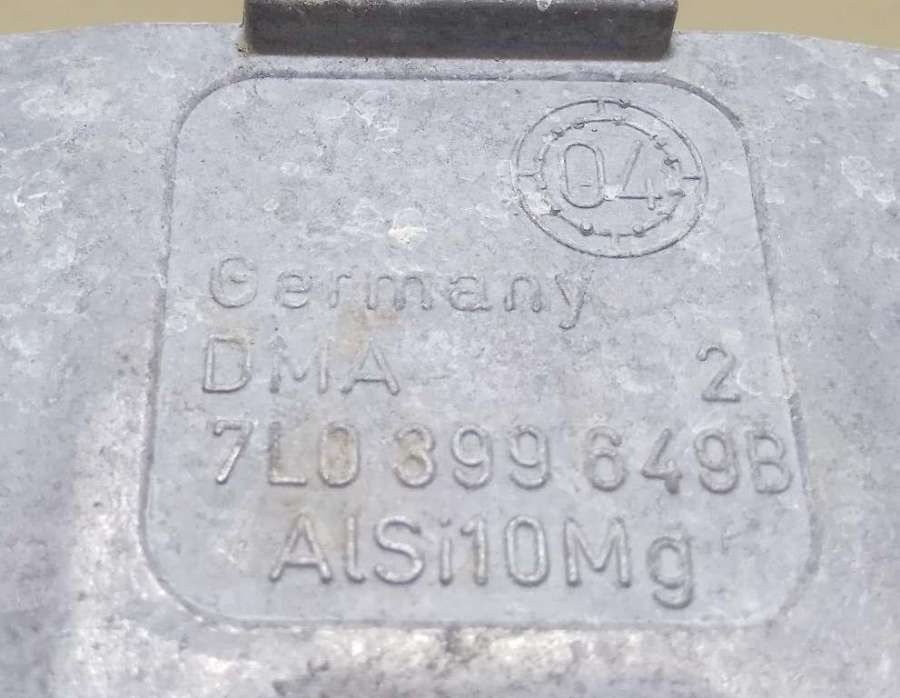 04
Germany
DMA 2
7L0 399 649B
AlSi10Mg